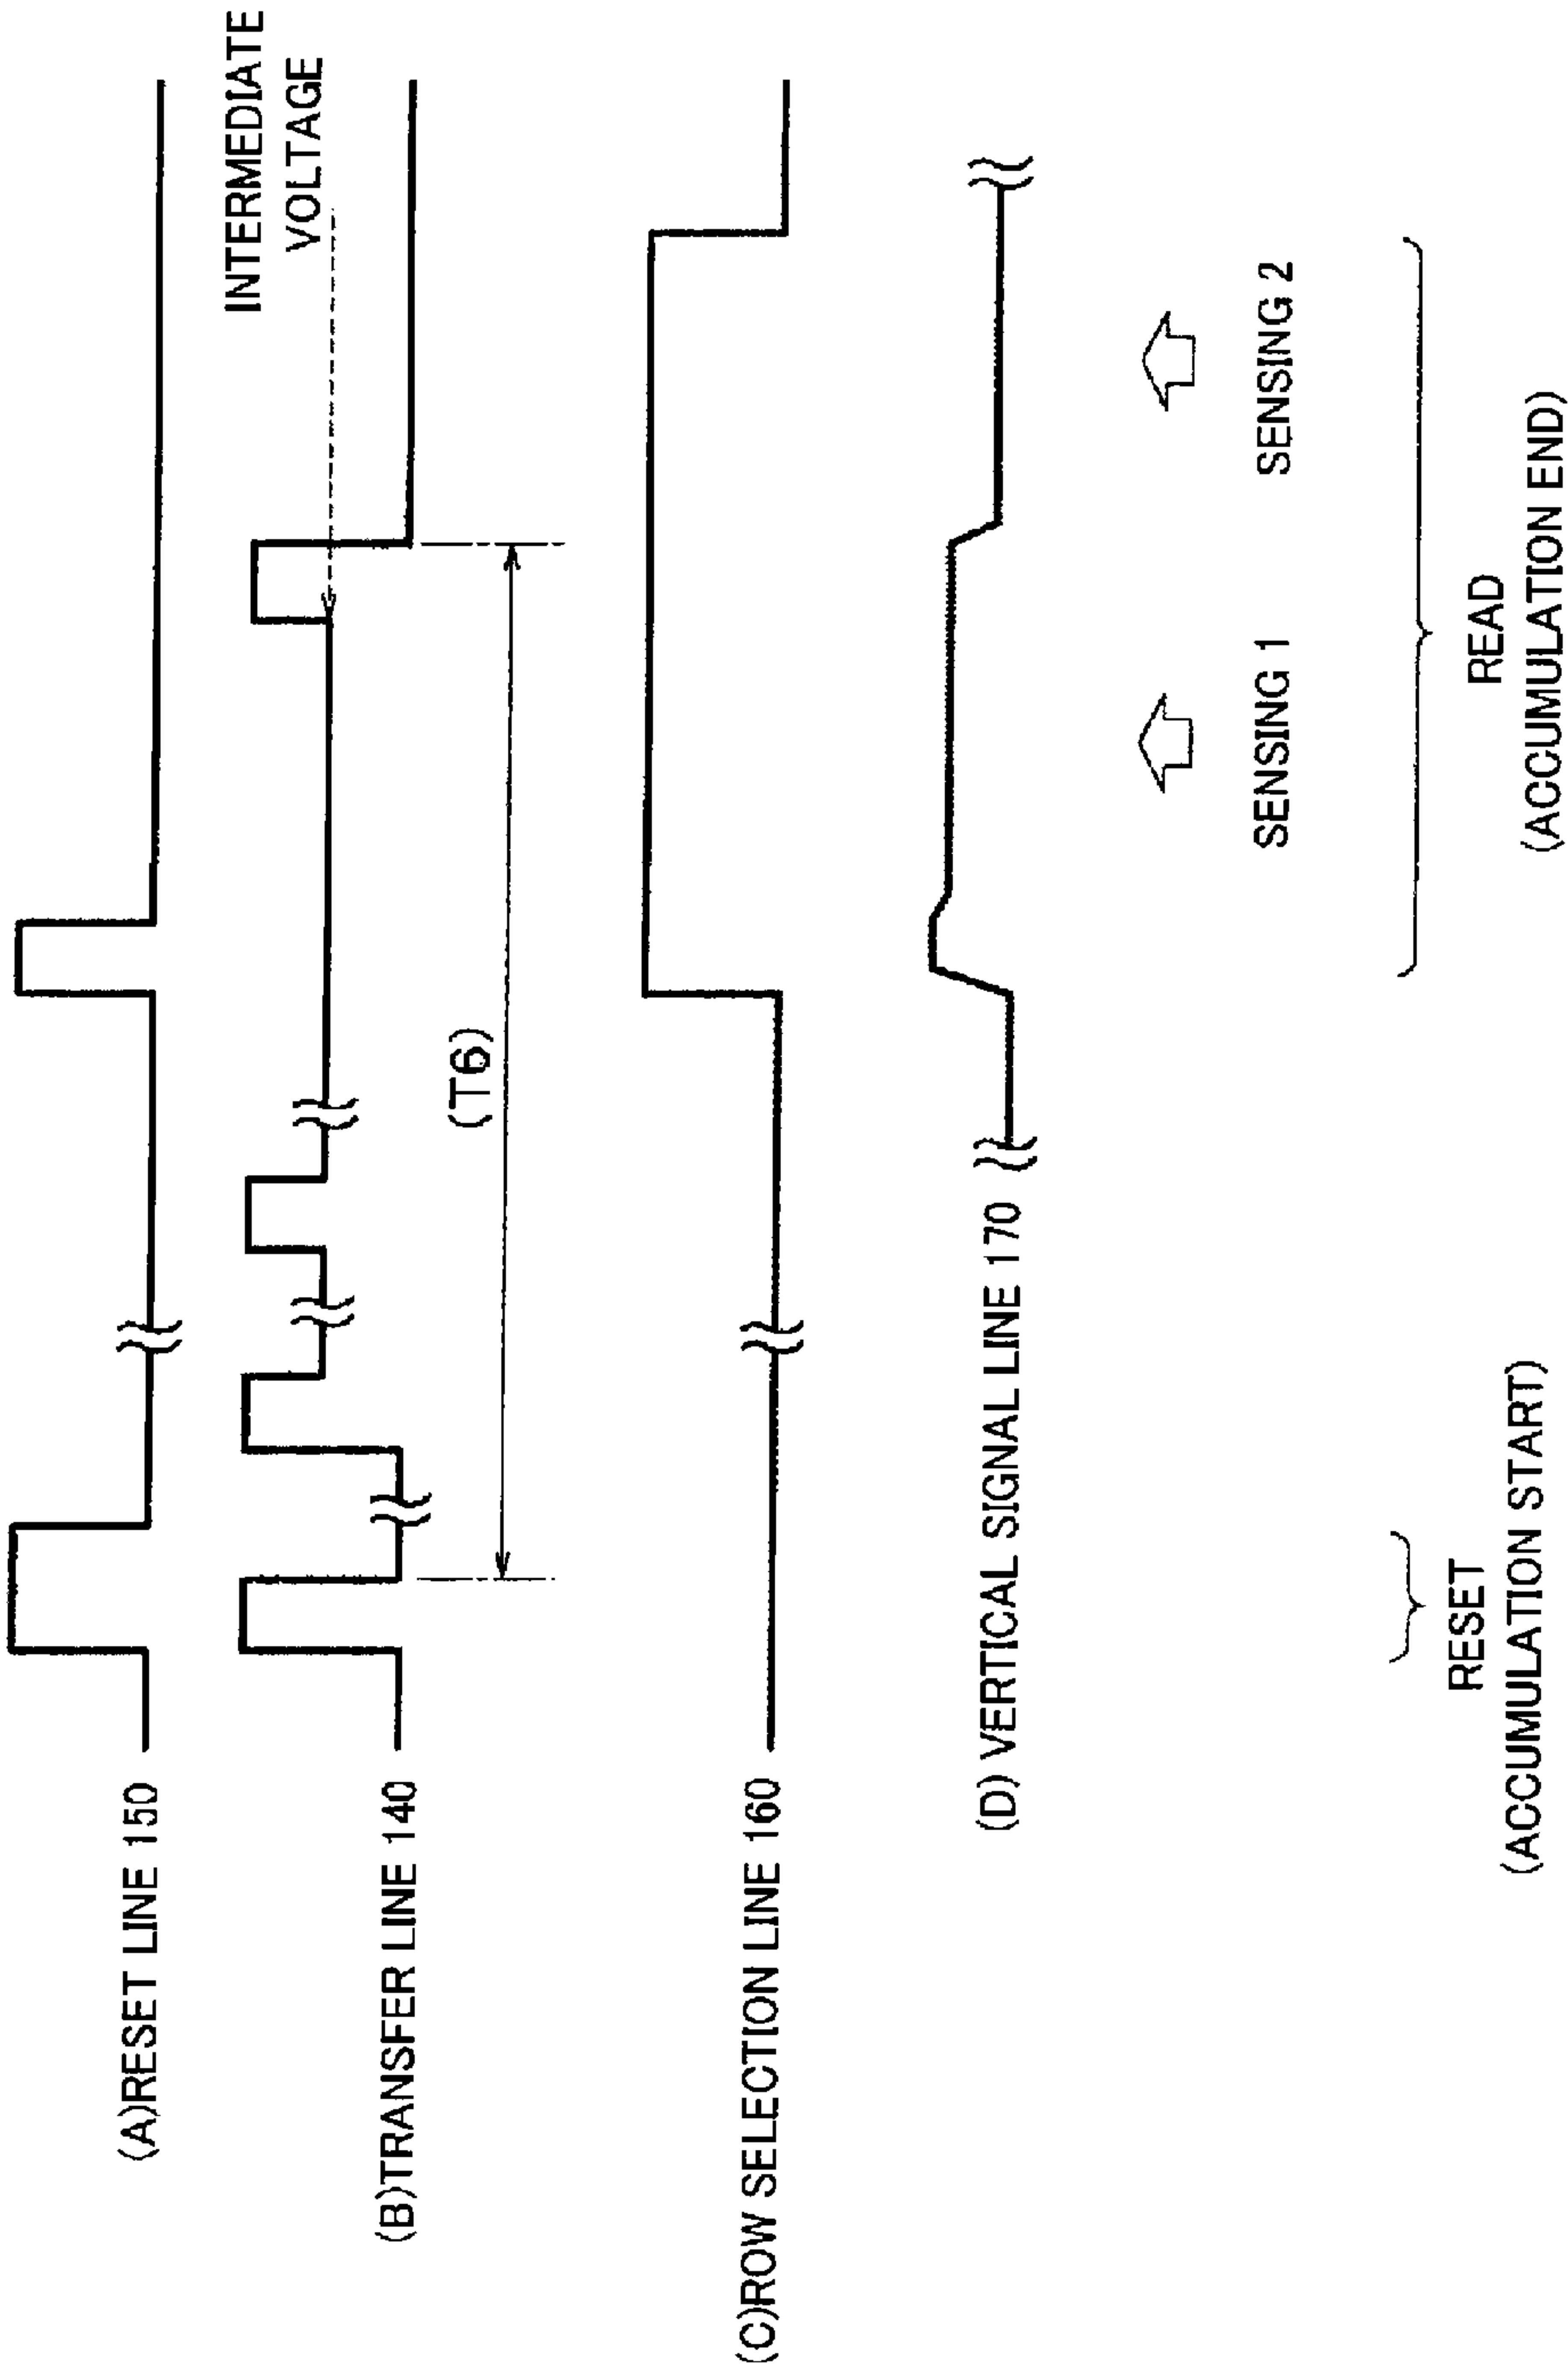 (A)RESET LINE 150
INTERMEDIATE
VOLTAGE
(B)TRANSFER LINE 140
(T6)
(C)ROW SELECTION LINE 160
(D) VERTICAL SIGNAL LINE 170
SENSING 1
SENSING 2
RESET
(ACCUMULATION START)
READ
(ACCUMULATION END)